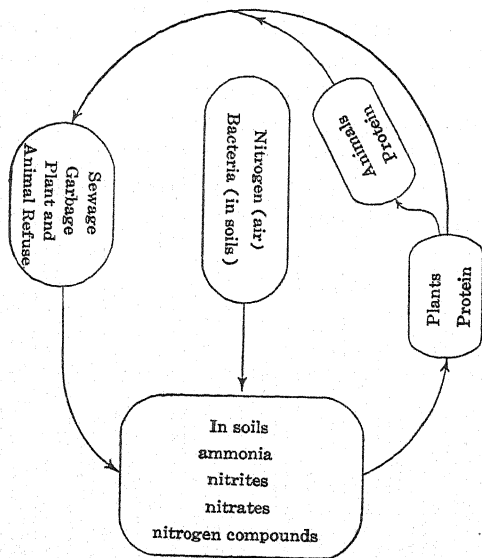 Animals
Protein
Nitrogen (air)
Bacteria (in soils)
Sewage
Garbage
Plant and
Animal Refuse
Plants
Protein
In soils
ammonia
nitrites
nitrates
nitrogen compounds